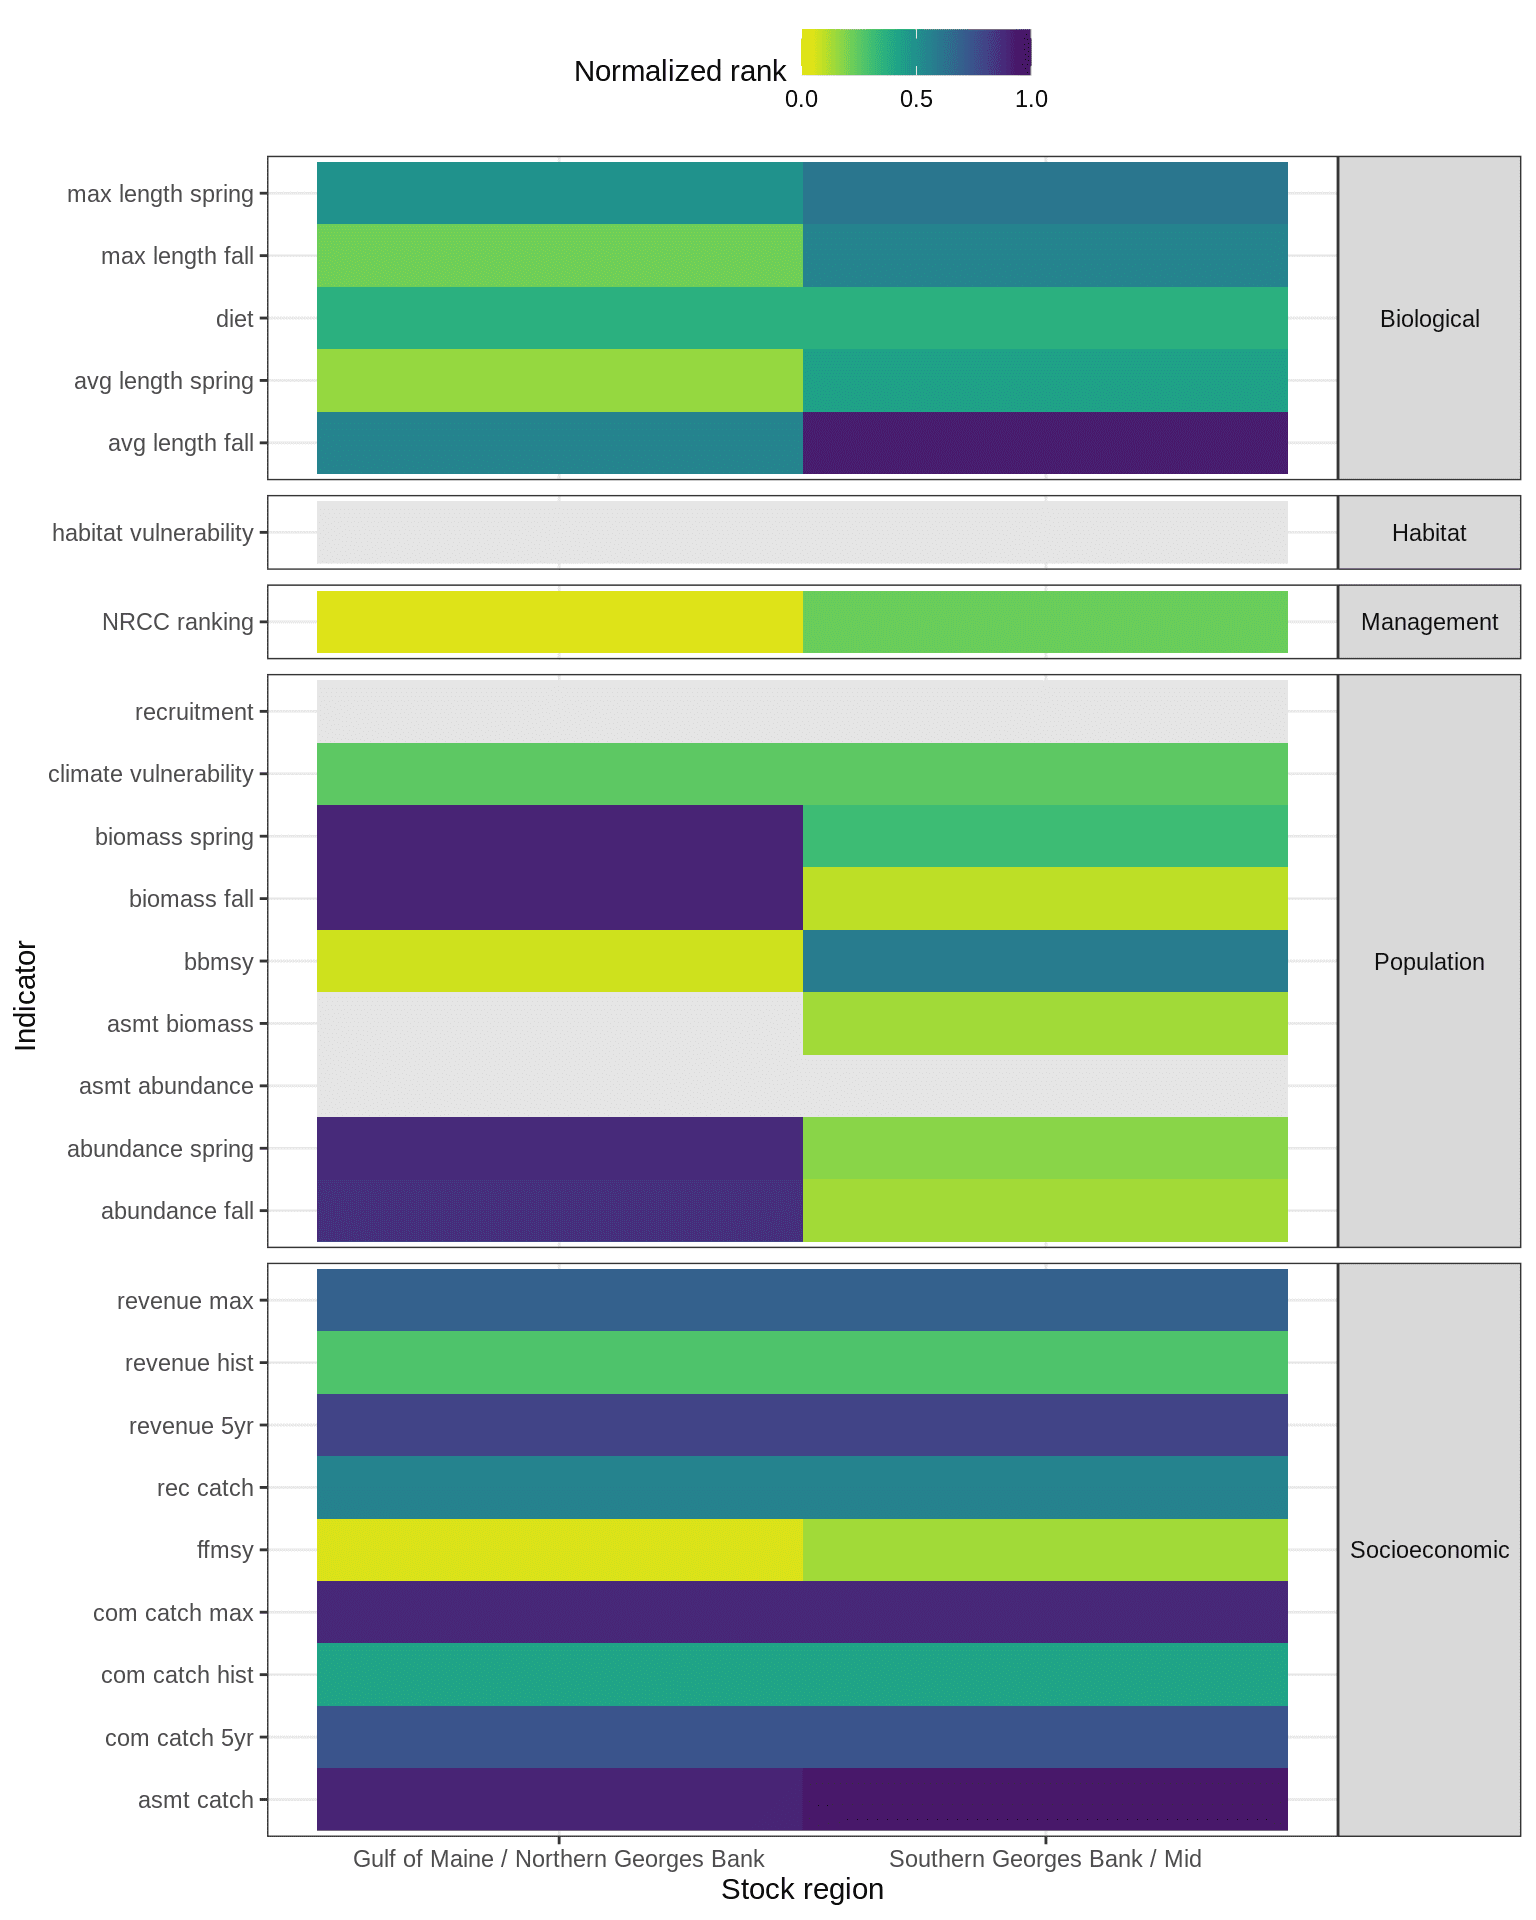 Normalized rank
0.0 0.5 1.0
max length spring
max length fall
diet
avg length spring
avg length fall
Biological
habitat vulnerability
Habitat
NRCC ranking
Management
recruitment
climate vulnerability
biomass spring
biomass fall
bbmsy
asmt biomass
asmt abundance
abundance spring
abundance fall
Population
revenue max
revenue hist
revenue 5yr
rec catch
ffmsy
com catch max
com catch hist
com catch 5yr
asmt catch
Socioeconomic
Indicator
Gulf of Maine / Northern Georges Bank
Southern Georges Bank / Mid
Stock region